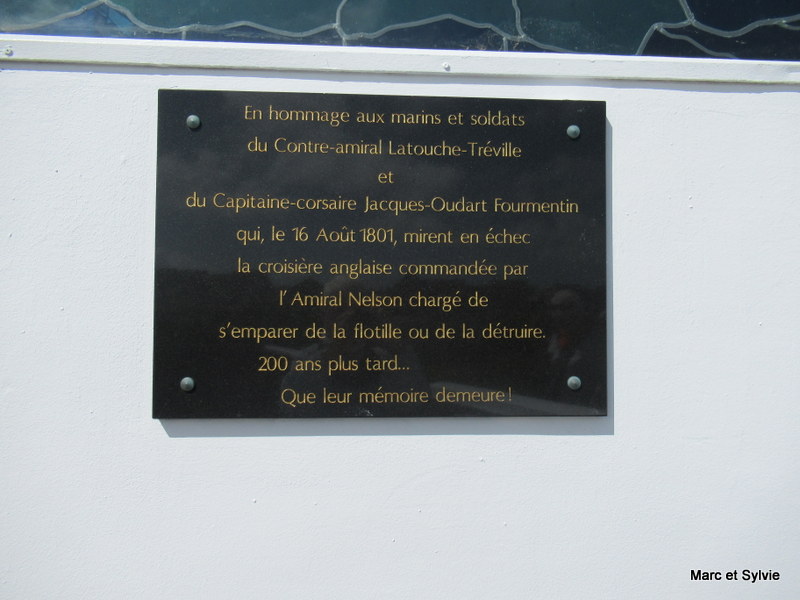 En hommage aux marins et soldats
du Contre-amiral Latouche-Tréville
et
du Capitaine-corsaire Jacques-Oudart Fourmentin
qui, le 16 Août 1801, mirent en échec
la croisière anglaise commandée par
l'Amiral Nelson chargé de
s'emparer de la flotille ou de la détruire.
200 ans plus tard...
Que leur mémoire demeure!
Marc et Sylvie